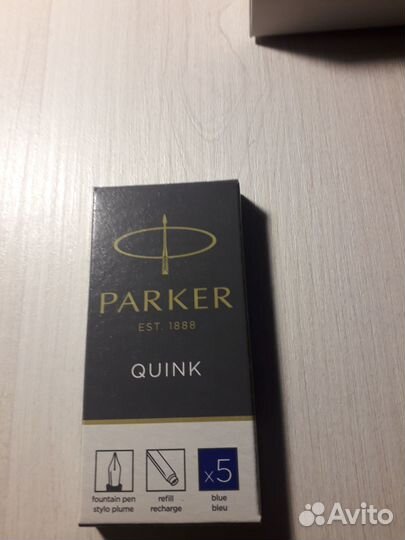 PARKER
EST. 1888
QUINK
x5
fountain pen refill blue
stylo plume recharge bleu
Avito